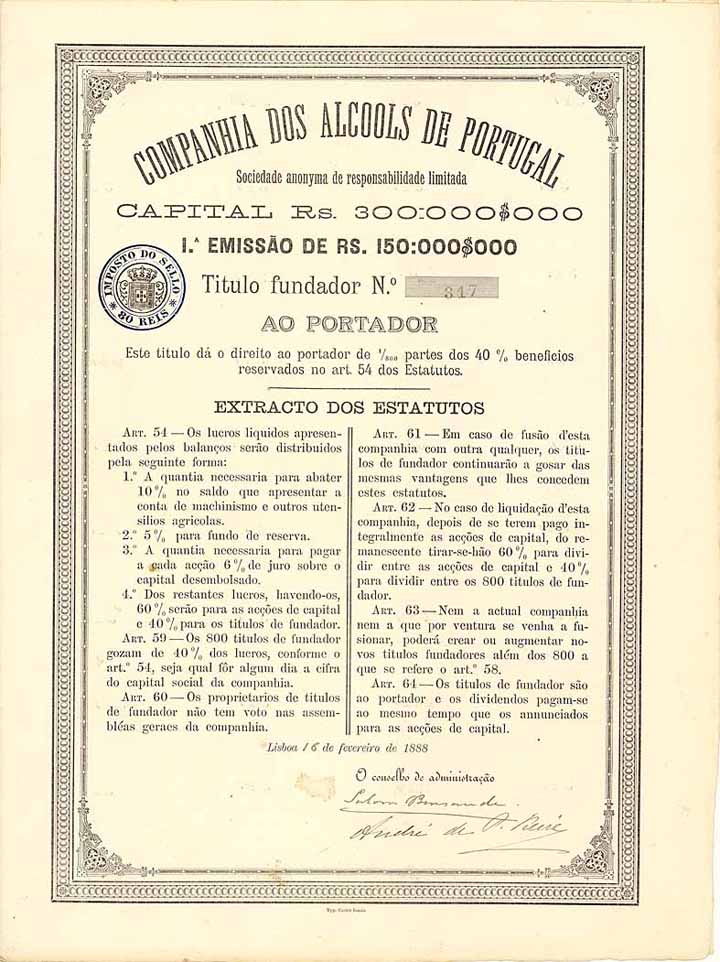 COMPANHIA DOS ALCOOLS DE PORTUGAL
Sociedade anonyma de responsabilidade limitada
CAPITAL Rs. 300:000$000
1.ª EMISSÃO DE RS. 150:000$000
IMPOSTO DO SELLO
80 REIS
Titulo fundador N.º 347
AO PORTADOR
Este titulo dá o direito ao portador de 1/800 partes dos 40 % beneficios
reservados no art. 54 dos Estatutos.
EXTRACTO DOS ESTATUTOS
ART. 54 — Os lucros liquidos apresen-
tados pelos balanços serão distribuidos
pela seguinte forma:
1.º A quantia necessaria para abater
10 % no saldo que apresentar a
conta de machinismo e outros uten-
silios agricolas.
2.º 5 % para fundo de reserva.
3.º A quantia necessaria para pagar
a cada acção 6 % de juro sobre o
capital desembolsado.
4.º Dos restantes lucros, havendo-os,
60 % serão para as acções de capital
e 40 % para os titulos de fundador.
ART. 59 — Os 800 titulos de fundador
gozam de 40 % dos lucros, conforme o
art.º 54, seja qual fôr algum dia a cifra
do capital social da companhia.
ART. 60 — Os proprietarios de titulos
de fundador não tem voto nas assem-
bléas geraes da companhia.
ART. 61 — Em caso de fusão d'esta
companhia com outra qualquer, os titu-
los de fundador continuarão a gosar das
mesmas vantagens que lhes concedem
estes estatutos.
ART. 62 — No caso de liquidação d'esta
companhia, depois de se terem pago in-
tegralmente as acções de capital, do re-
manescente tirar-se-hão 60 % para divi-
dir entre as acções de capital e 40 %
para dividir entre os 800 titulos de fun-
dador.
ART. 63 — Nem a actual companhia
nem a que por ventura se venha a fu-
sionar, poderá crear ou augmentar no-
vos titulos fundadores além dos 800 a
que se refere o art.º 58.
ART. 64 — Os titulos de fundador são
ao portador e os dividendos pagam-se
ao mesmo tempo que os annunciados
para as acções de capital.
Lisboa 16 de fevereiro de 1888
O conselho de administração
André de
Typ. Castro Irmão